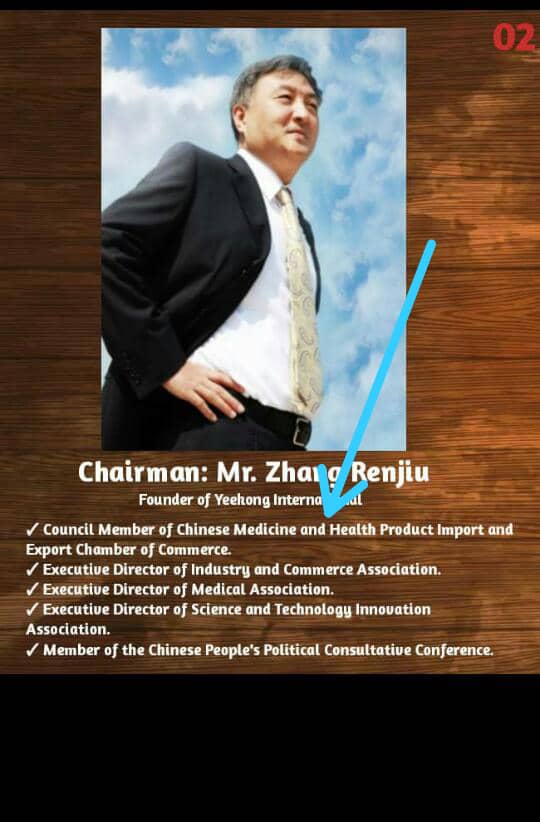 02
Chairman: Mr. Zhang Renjiu
Founder of Yeehong International
✓ Council Member of Chinese Medicine and Health Product Import and
Export Chamber of Commerce.
✓ Executive Director of Industry and Commerce Association.
✓ Executive Director of Medical Association.
✓ Executive Director of Science and Technology Innovation
Association.
✓ Member of the Chinese People's Political Consultative Conference.